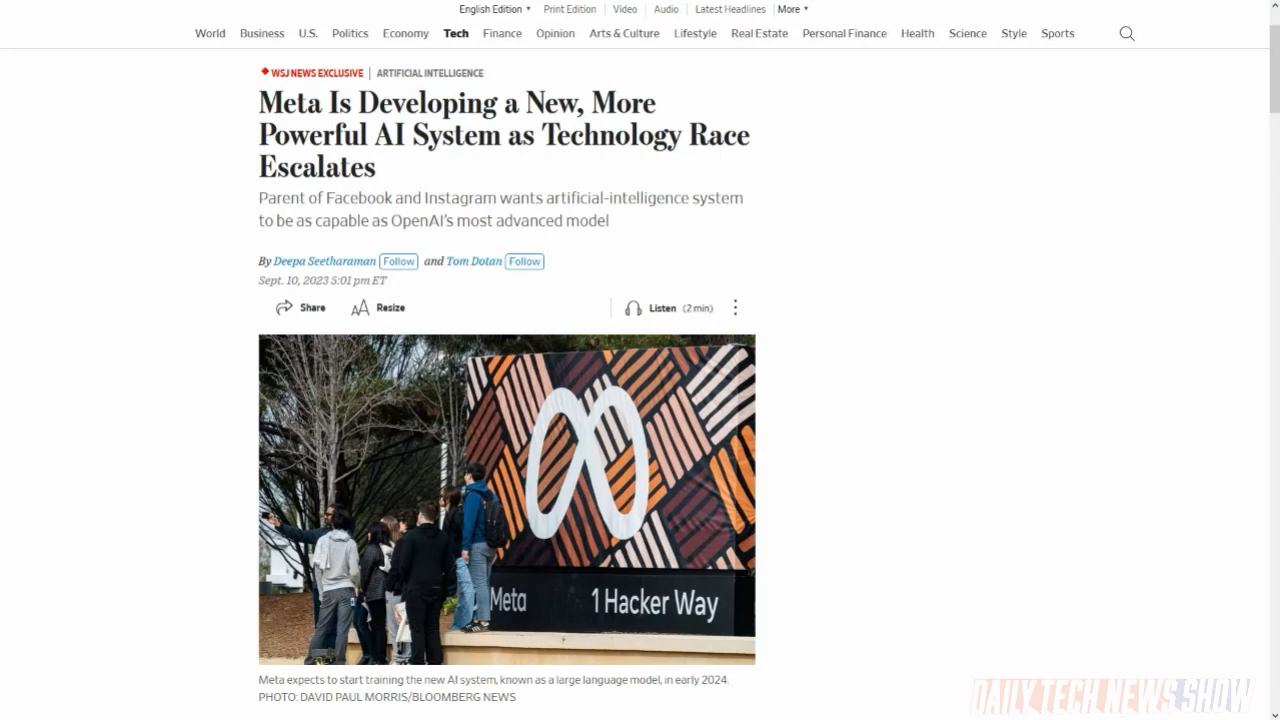 English Edition Print Edition Video Audio Latest Headlines More
World Business U.S. Politics Economy Tech Finance Opinion Arts & Culture Lifestyle Real Estate Personal Finance Health Science Style Sports
WSJ NEWS EXCLUSIVE | ARTIFICIAL INTELLIGENCE
Meta Is Developing a New, More
Powerful AI System as Technology Race
Escalates
Parent of Facebook and Instagram wants artificial-intelligence system
to be as capable as OpenAI's most advanced model
By Deepa Seetharaman Follow and Tom Dotan Follow
Sept. 10, 2023 5:01 pm ET
Share AA Resize Listen (2 min)
Meta 1 Hacker Way
Meta expects to start training the new AI system, known as a large language model, in early 2024.
PHOTO: DAVID PAUL MORRIS/BLOOMBERG NEWS
DAILY TECH NEWS SHOW